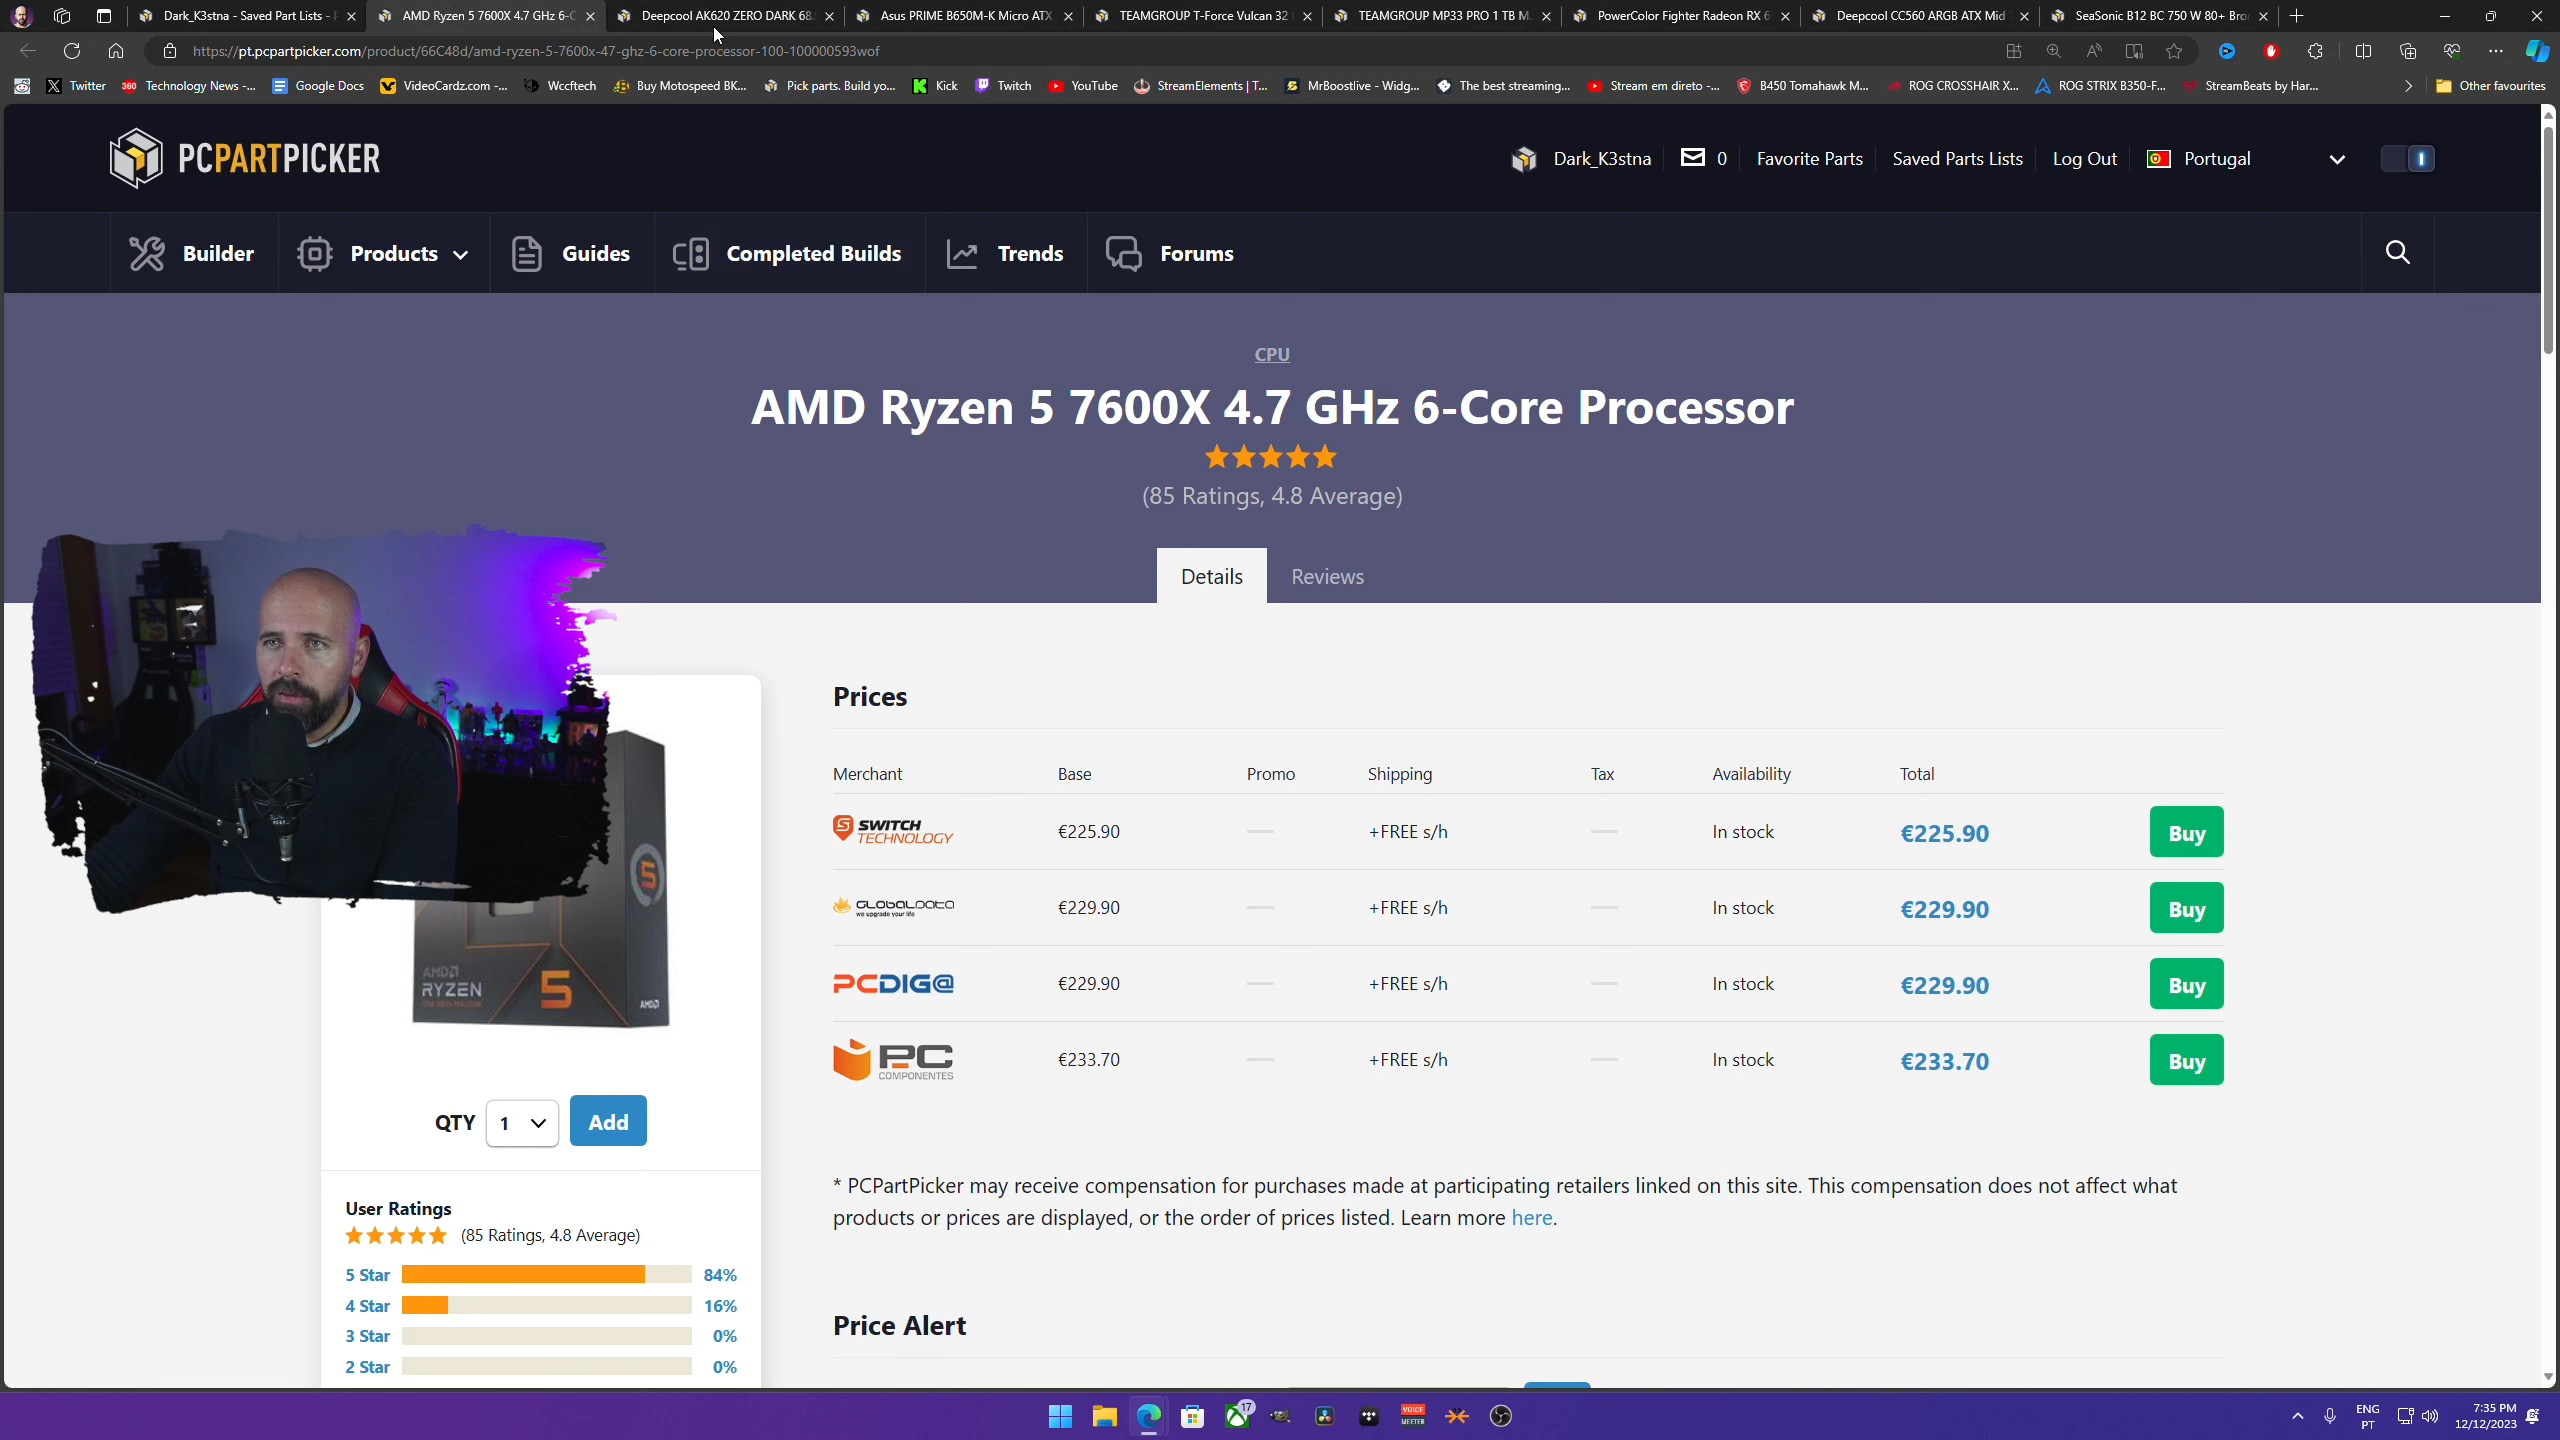 Dark_K3stna - Saved Part Lists - P
AMD Ryzen 5 7600X 4.7 GHz 6-C
Deepcool AK620 ZERO DARK 68.
Asus PRIME B650M-K Micro ATX
TEAMGROUP T-Force Vulcan 32
TEAMGROUP MP33 PRO 1 TB M.
PowerColor Fighter Radeon RX 6
Deepcool CC560 ARGB ATX Mid
SeaSonic B12 BC 750 W 80+ Bro
https://pt.pcpartpicker.com/product/66C48d/amd-ryzen-5-7600x-47-ghz-6-core-processor-100-100000593wof
Twitter
360
Technology News -...
Google Docs
VideoCardz.com -...
Wccftech
Buy Motospeed BK...
Pick parts. Build yo...
Kick
Twitch
YouTube
StreamElements | T...
MrBoostlive - Widg...
The best streaming...
Stream em direto -...
B450 Tomahawk M...
ROG CROSSHAIR X...
ROG STRIX B350-F...
StreamBeats by Har...
Other favourites
PCPARTPICKER
Dark_K3stna
0
Favorite Parts
Saved Parts Lists
Log Out
Portugal
Builder
Products
Guides
Completed Builds
Trends
Forums
CPU
AMD Ryzen 5 7600X 4.7 GHz 6-Core Processor
(85 Ratings, 4.8 Average)
Details
Reviews
Prices
Merchant Base Promo Shipping Tax Availability Total
SWITCH TECHNOLOGY €225.90 — +FREE s/h — In stock €225.90 Buy
GLOBALDATA we upgrade your life €229.90 — +FREE s/h — In stock €229.90 Buy
PCDIG@ €229.90 — +FREE s/h — In stock €229.90 Buy
PC COMPONENTES €233.70 — +FREE s/h — In stock €233.70 Buy
5
AMD
RYZEN
5
AMD
QTY 1 Add
* PCPartPicker may receive compensation for purchases made at participating retailers linked on this site. This compensation does not affect what
products or prices are displayed, or the order of prices listed. Learn more here.
User Ratings
(85 Ratings, 4.8 Average)
5 Star 84%
4 Star 16%
3 Star 0%
2 Star 0%
Price Alert
17
VOICE
MEETER
ENG
PT
7:35 PM
12/12/2023